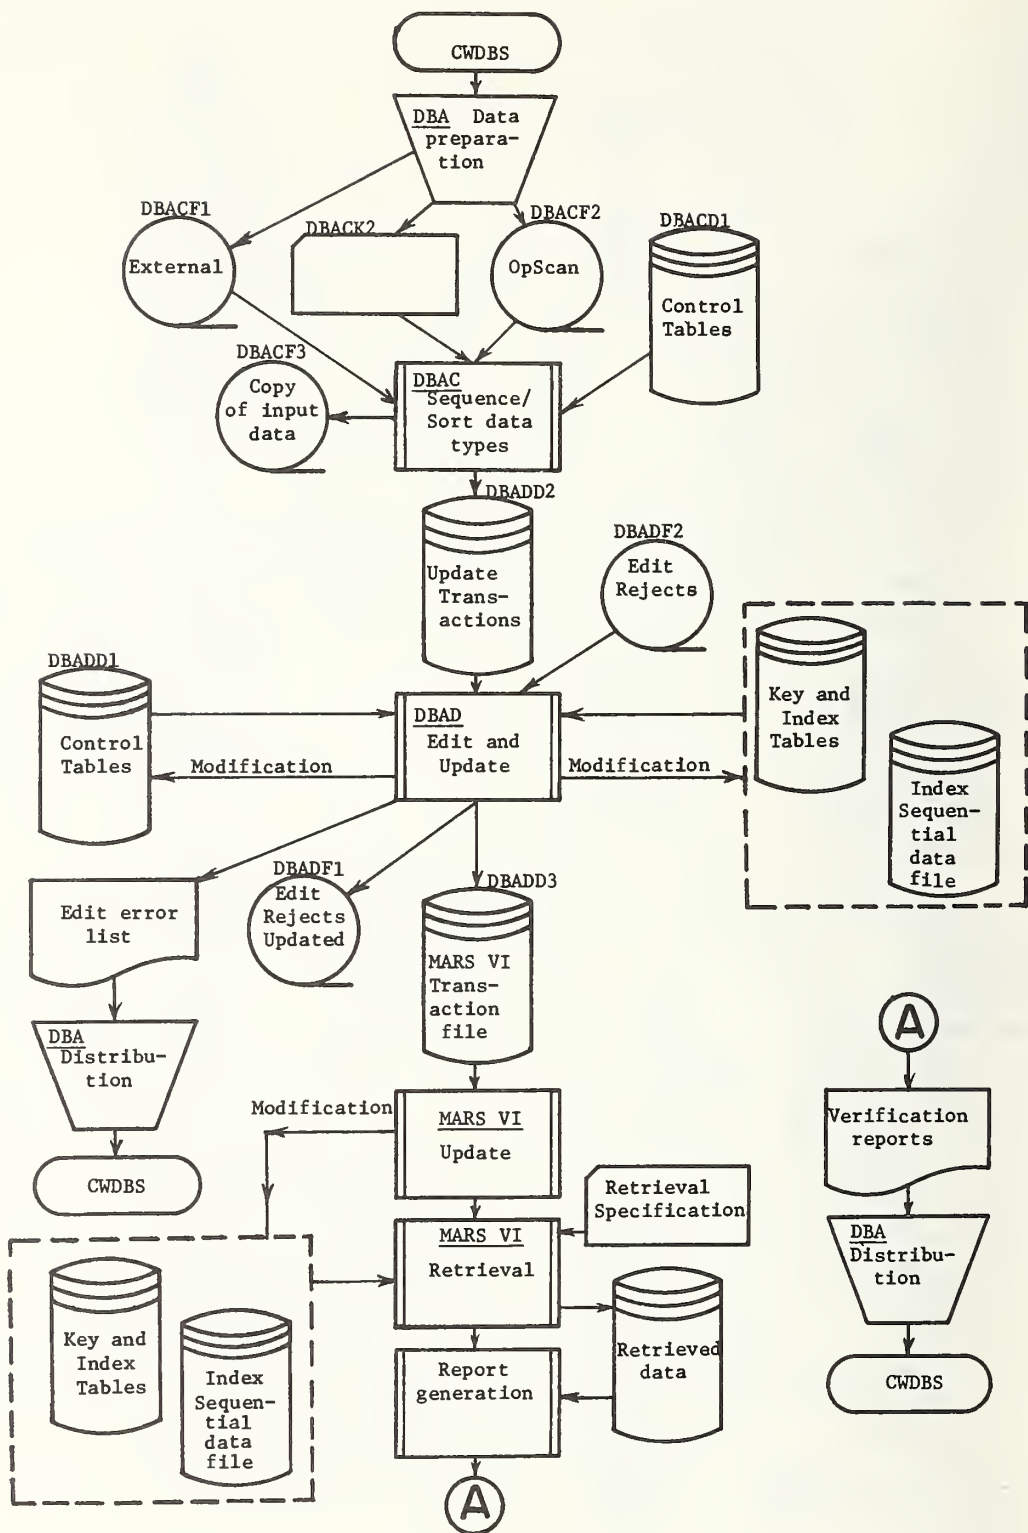 CWDBS
DBA Data
prepara-
tion
DBACF1
External
DBACK2
DBACF2
OpScan
DBACD1
Control
Tables
DBACF3
Copy
of input
data
DBAC
Sequence/
Sort data
types
DBADD2
Update
Trans-
actions
DBADF2
Edit
Rejects
DBADD1
Control
Tables
DBAD
Edit and
Update
Modification
Modification
Key and
Index
Tables
Index
Sequen-
tial
data
file
Edit error
list
DBADF1
Edit
Rejects
Updated
DBADD3
MARS VI
Trans-
action
file
DBA
Distribu-
tion
CWDBS
Modification
MARS VI
Update
Retrieval
Specification
MARS VI
Retrieval
Key and
Index
Tables
Index
Sequen-
tial
data
file
Retrieved
data
Report
generation
A
A
Verification
reports
DBA
Distribu-
tion
CWDBS